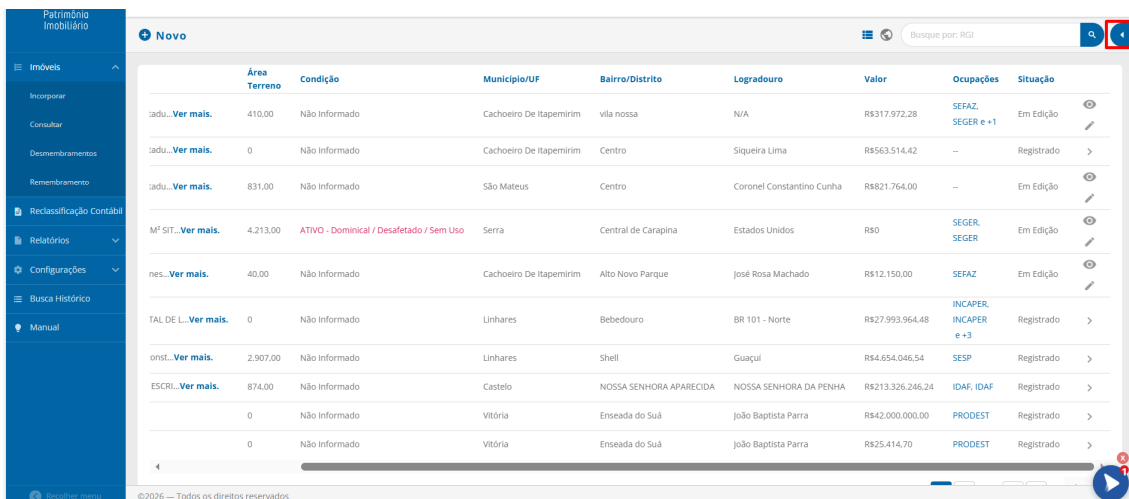 Patrimônio
Imobiliário
Novo
Busque por: RGI
Imóveis
Incorporar
Consultar
Desmembramentos
Remembramento
Reclassificação Contábil
Relatórios
Configurações
Busca Histórico
Manual
Recolher menu
Área Terreno Condição Município/UF Bairro/Distrito Logradouro Valor Ocupações Situação
:adu...Ver mais. 410,00 Não Informado Cachoeiro De Itapemirim vila nossa N/A R$317.972,28 SEFAZ, SEGER e +1 Em Edição
:adu...Ver mais. 0 Não Informado Cachoeiro De Itapemirim Centro Siqueira Lima R$563.514,42 -- Registrado
:adu...Ver mais. 831,00 Não Informado São Mateus Centro Coronel Constantino Cunha R$821.764,00 -- Em Edição
M² SIT...Ver mais. 4.213,00 ATIVO - Dominical / Desafetado / Sem Uso Serra Central de Carapina Estados Unidos R$0 SEGER, SEGER Em Edição
nes...Ver mais. 40,00 Não Informado Cachoeiro De Itapemirim Alto Novo Parque José Rosa Machado R$12.150,00 SEFAZ Em Edição
TAL DE L...Ver mais. 0 Não Informado Linhares Bebedouro BR 101 - Norte R$27.993.964,48 INCAPER, INCAPER e +3 Registrado
onst...Ver mais. 2.907,00 Não Informado Linhares Shell Guaçuí R$4.654.046,54 SESP Registrado
ESCRI...Ver mais. 874,00 Não Informado Castelo NOSSA SENHORA APARECIDA NOSSA SENHORA DA PENHA R$213.326.246,24 IDAF, IDAF Registrado
0 Não Informado Vitória Enseada do Suá João Baptista Parra R$42.000.000,00 PRODEST Registrado
0 Não Informado Vitória Enseada do Suá João Baptista Parra R$25.414,70 PRODEST Registrado
X
1
©2026 — Todos os direitos reservados